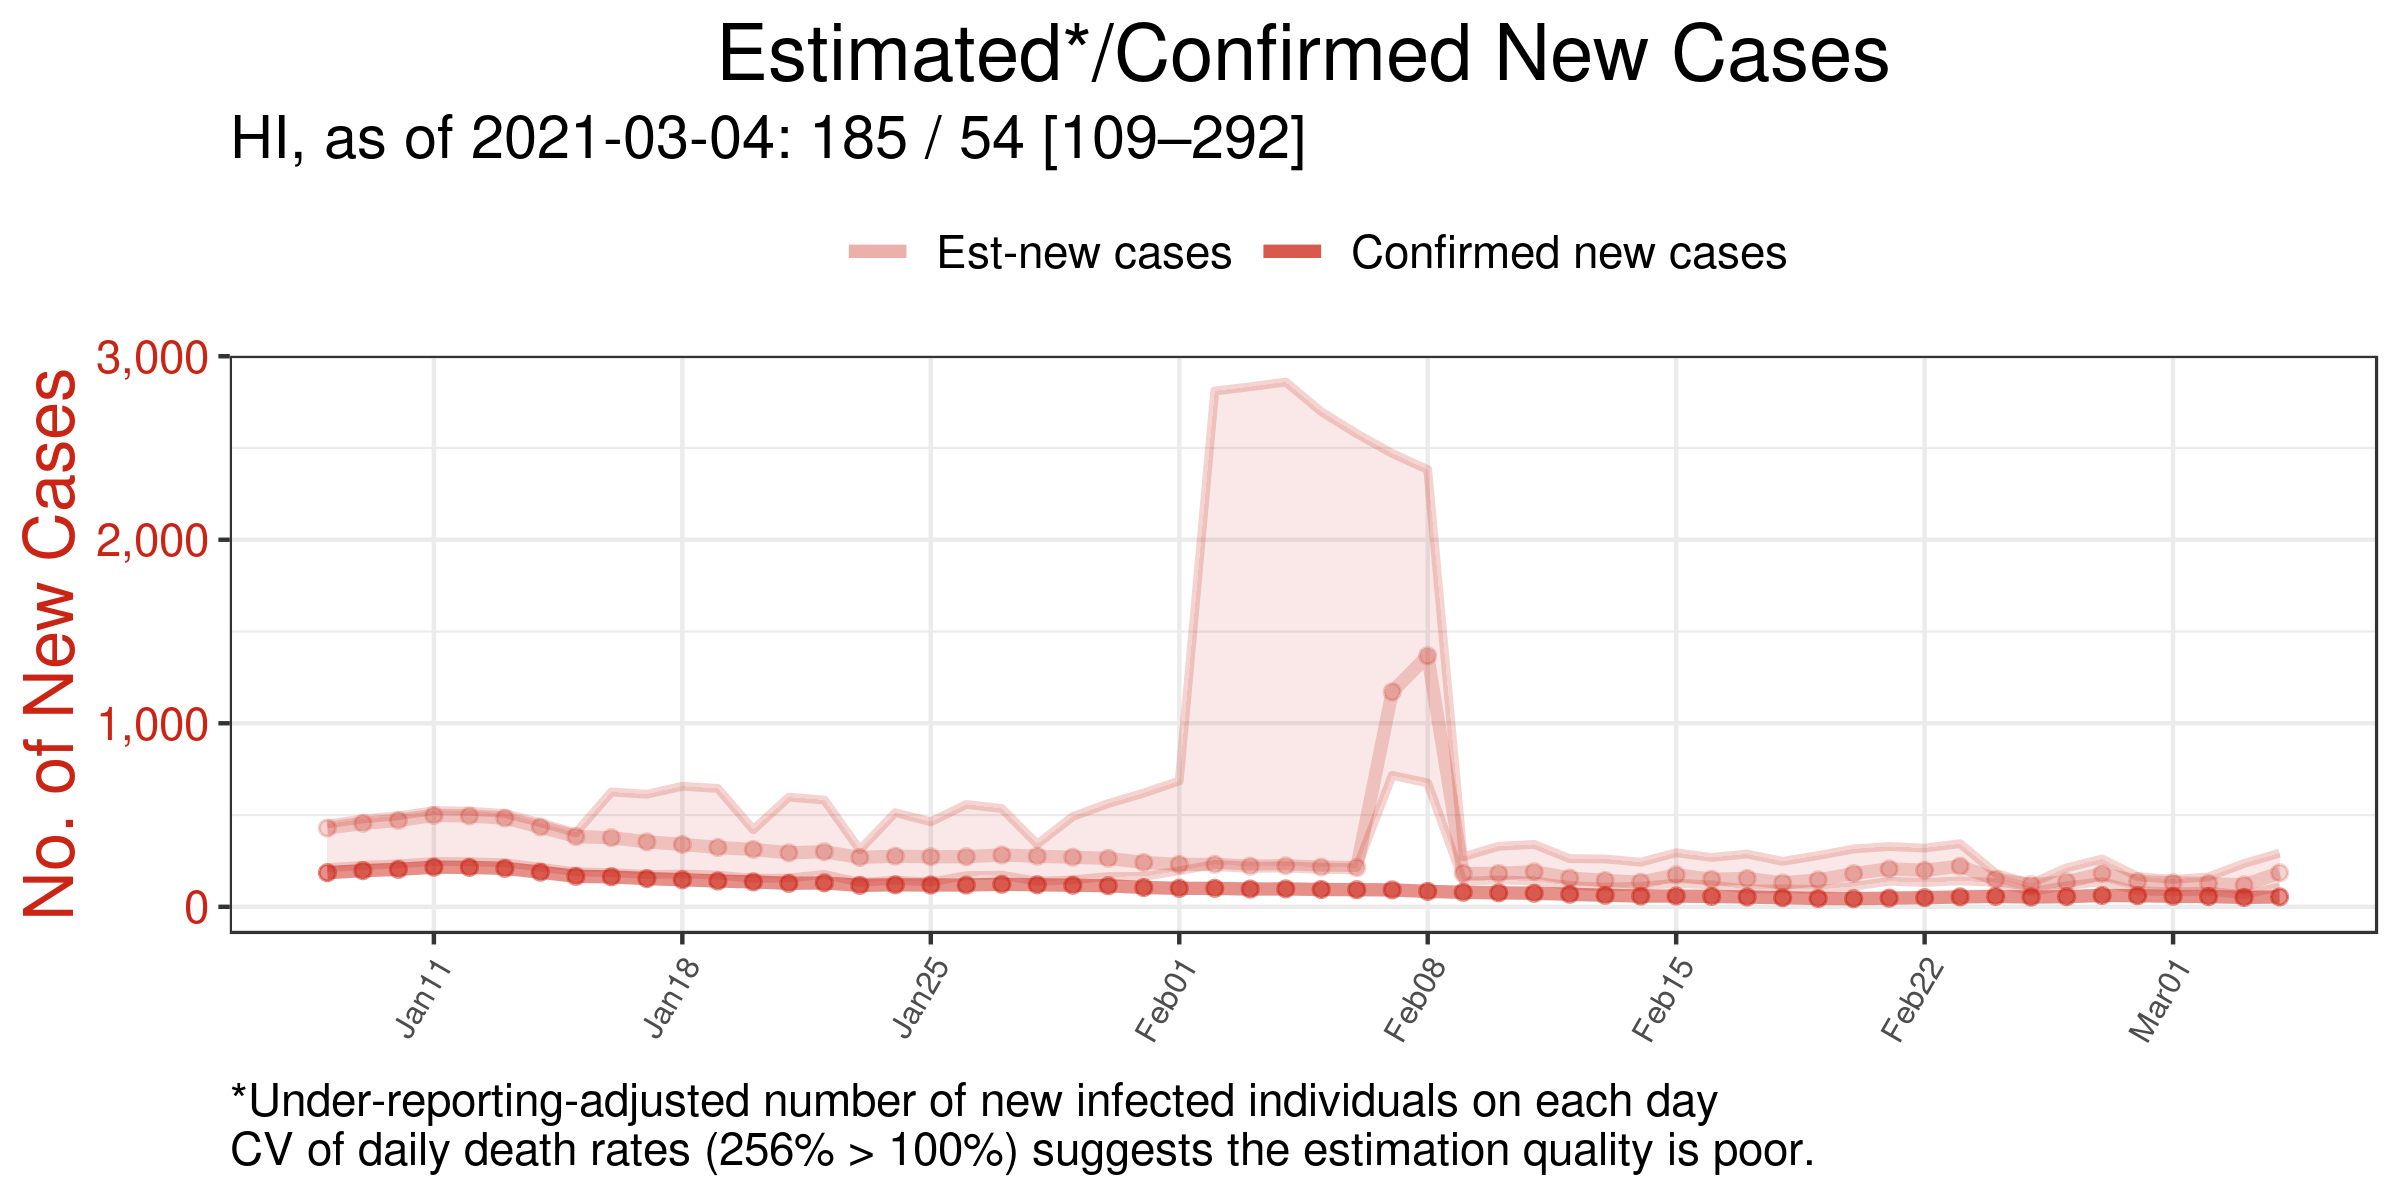 Estimated*/Confirmed New Cases
HI, as of 2021-03-04: 185 / 54 [109–292]
Est-new cases Confirmed new cases
No. of New Cases
3,000
2,000
1,000
0
Jan11 Jan18 Jan25 Feb01 Feb08 Feb15 Feb22 Mar01
*Under-reporting-adjusted number of new infected individuals on each day
CV of daily death rates (256% > 100%) suggests the estimation quality is poor.